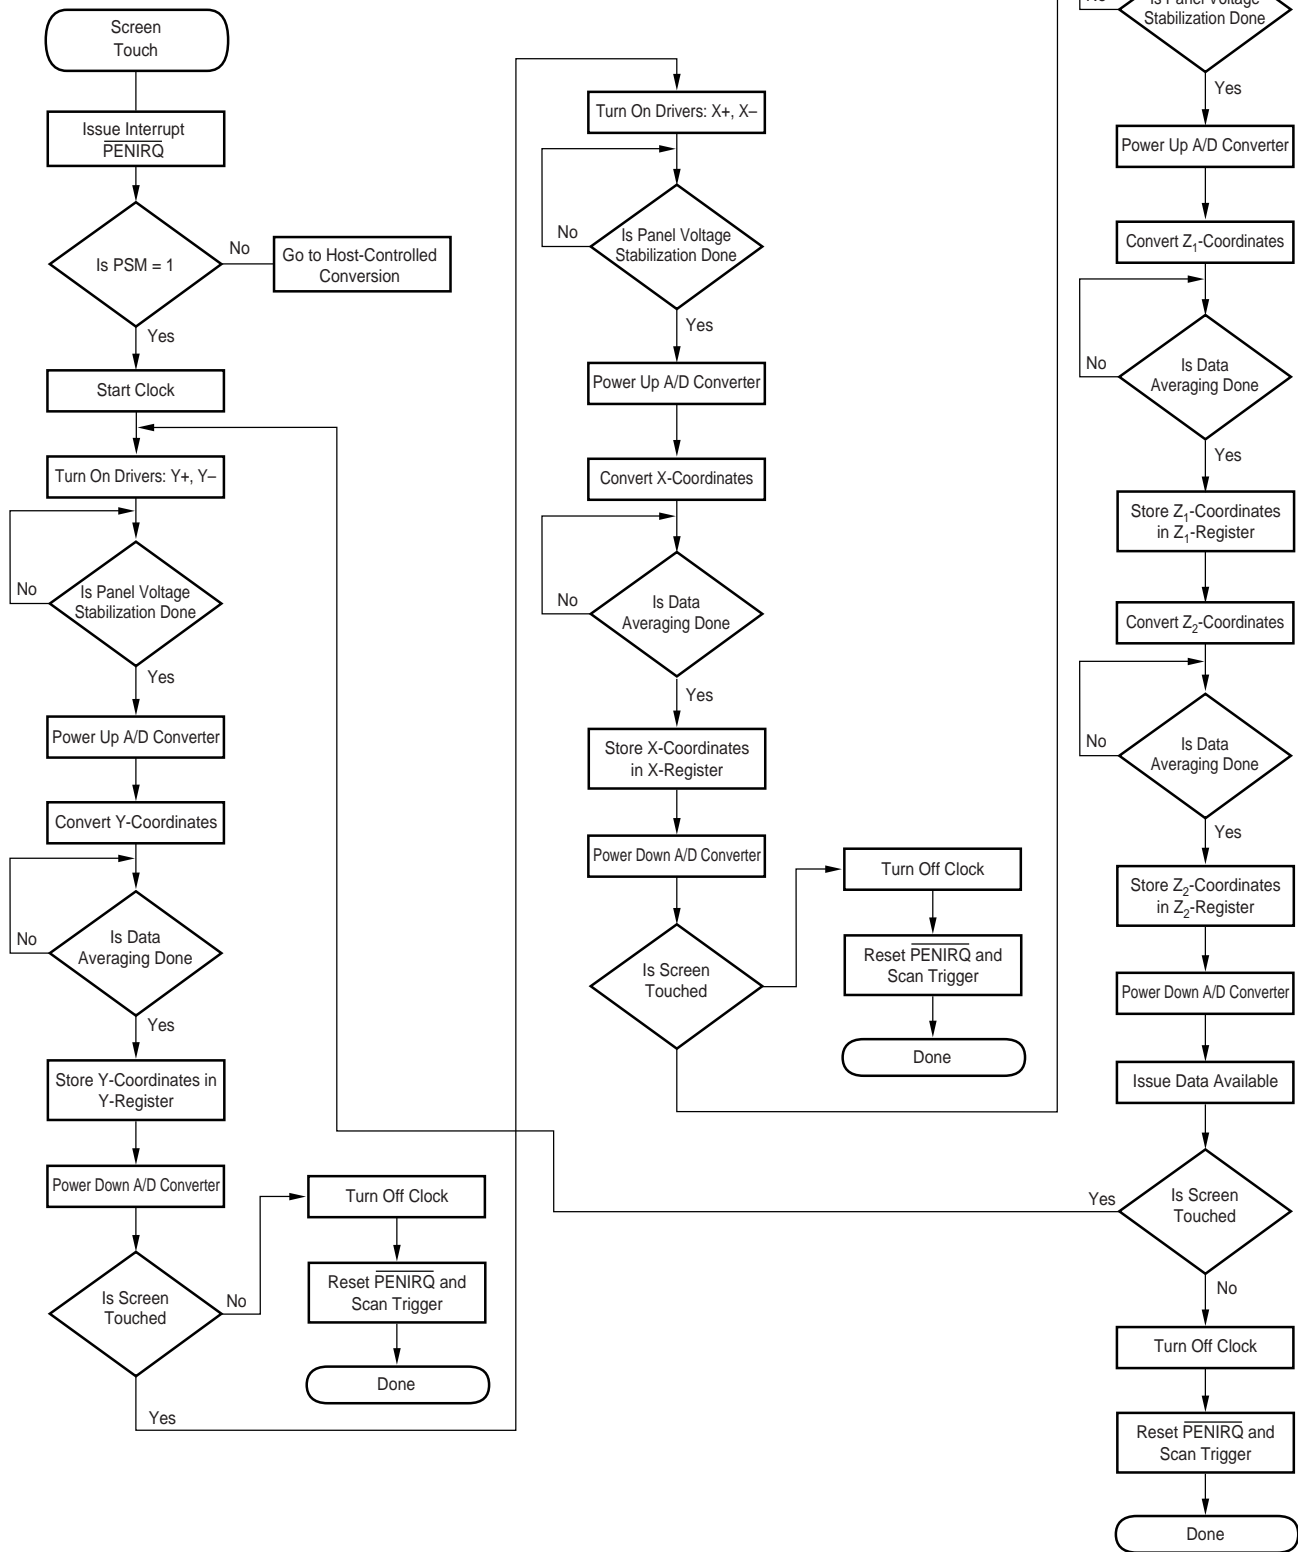 Screen
Touch
Issue Interrupt
PENIRQ
Is PSM = 1
No
Go to Host-Controlled
Conversion
Yes
Start Clock
Turn On Drivers: Y+, Y–
No
Is Panel Voltage
Stabilization Done
Yes
Power Up A/D Converter
Convert Y-Coordinates
No
Is Data
Averaging Done
Yes
Store Y-Coordinates in
Y-Register
Power Down A/D Converter
Is Screen
Touched
No
Turn Off Clock
Reset PENIRQ and
Scan Trigger
Done
Yes
Turn On Drivers: X+, X–
No
Is Panel Voltage
Stabilization Done
Yes
Power Up A/D Converter
Convert X-Coordinates
No
Is Data
Averaging Done
Yes
Store X-Coordinates
in X-Register
Power Down A/D Converter
Is Screen
Touched
Turn Off Clock
Reset PENIRQ and
Scan Trigger
Done
No
Is Panel Voltage
Stabilization Done
Yes
Power Up A/D Converter
Convert Z1-Coordinates
No
Is Data
Averaging Done
Yes
Store Z1-Coordinates
in Z1-Register
Convert Z2-Coordinates
No
Is Data
Averaging Done
Yes
Store Z2-Coordinates
in Z2-Register
Power Down A/D Converter
Issue Data Available
Yes
Is Screen
Touched
No
Turn Off Clock
Reset PENIRQ and
Scan Trigger
Done